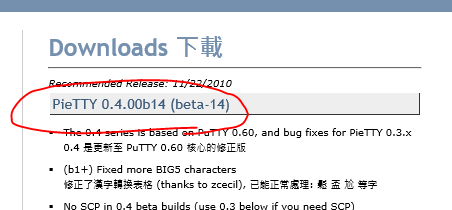 Downloads 下載
Recommended Release: 11/22/2010
PieTTY 0.4.00b14 (beta-14)
The 0.4 series is based on PuTTY 0.60, and bug fixes for PieTTY 0.3.x
0.4 是更新至 PuTTY 0.60 核心的修正版
(b1+) Fixed more BIG5 characters
修正了漢字轉換表格 (thanks to zcecil), 已能正常處理: 鬆 盃 尬 等字
No SCP in 0.4 beta builds (use 0.3 below if you need SCP)